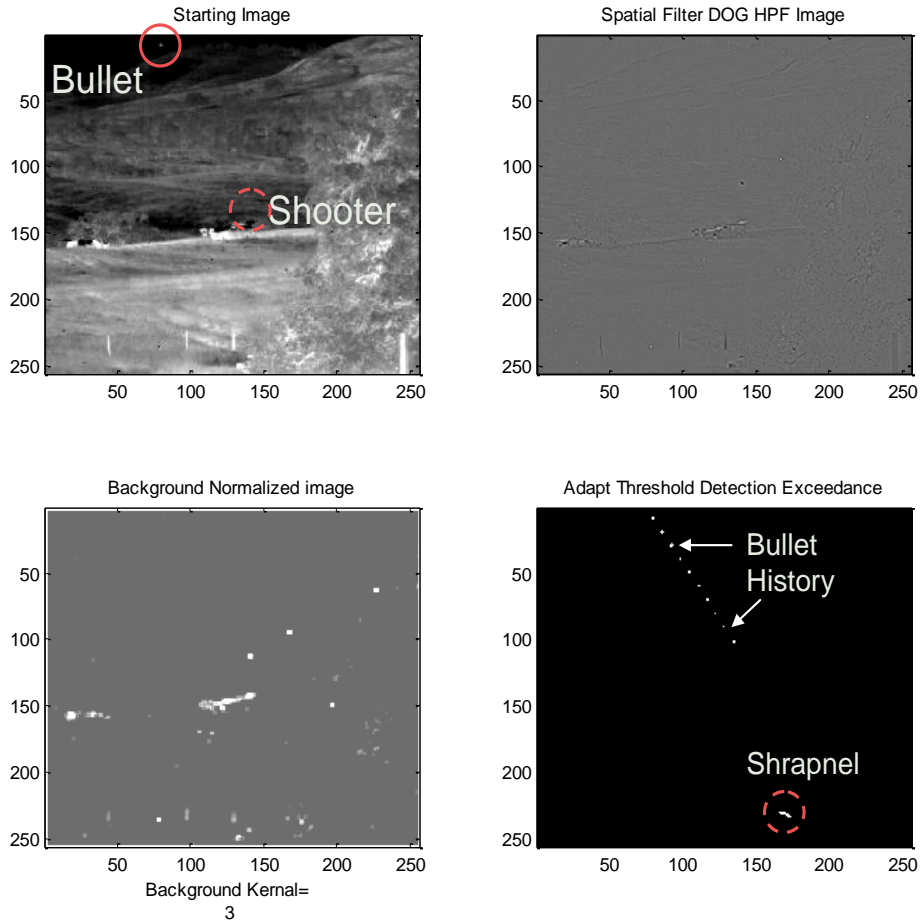 Starting Image
Bullet
Shooter
50
100
150
200
250
50 100 150 200 250
Spatial Filter DOG HPF Image
50
100
150
200
250
50 100 150 200 250
Background Normalized image
50
100
150
200
250
50 100 150 200 250
Background Kernal=
3
Adapt Threshold Detection Exceedance
Bullet
History
Shrapnel
50
100
150
200
250
50 100 150 200 250